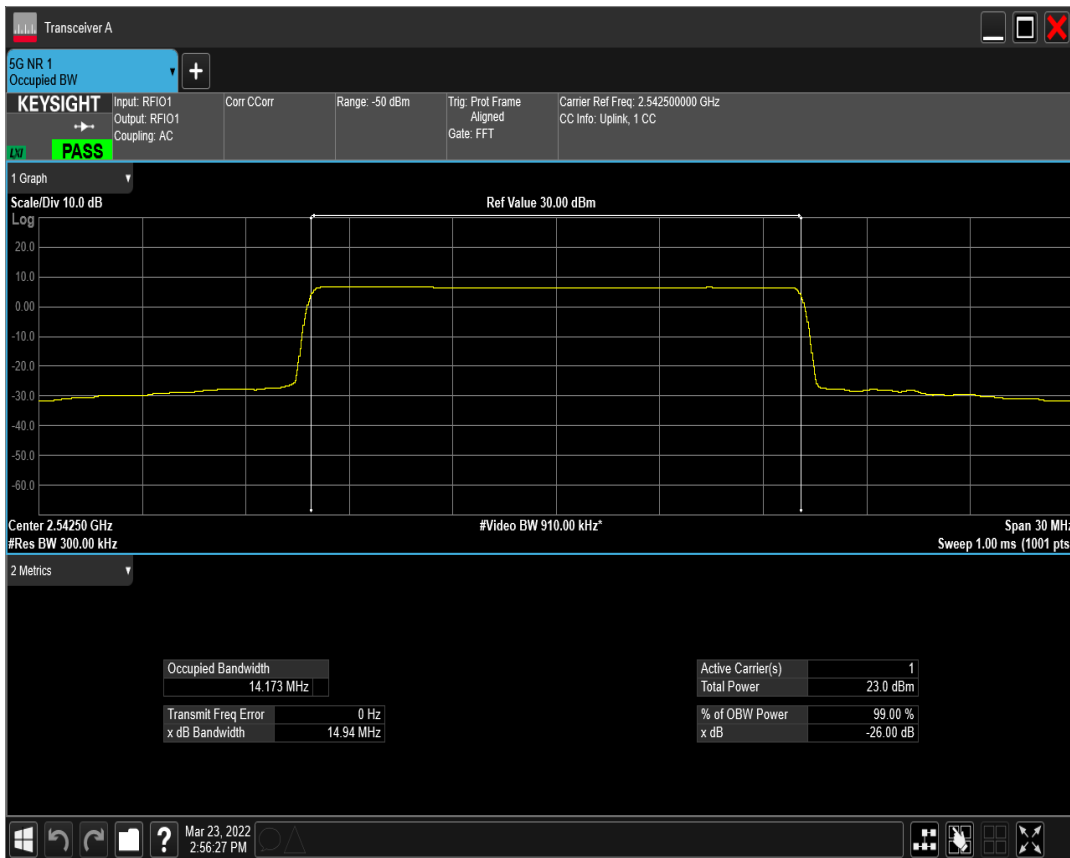 Transceiver A
5G NR 1
Occupied BW
+
KEYSIGHT
LXI
PASS
Input: RFIO1
Output: RFIO1
Coupling: AC
Corr CCorr
Range: -50 dBm
Trig: Prot Frame
Aligned
Gate: FFT
Carrier Ref Freq: 2.542500000 GHz
CC Info: Uplink, 1 CC
1 Graph
Scale/Div 10.0 dB
Ref Value 30.00 dBm
Log
20.0
10.0
0.00
-10.0
-20.0
-30.0
-40.0
-50.0
-60.0
Center 2.54250 GHz
#Video BW 910.00 kHz*
Span 30 MHz
#Res BW 300.00 kHz
Sweep 1.00 ms (1001 pts
2 Metrics
Occupied Bandwidth
14.173 MHz
Transmit Freq Error 0 Hz
x dB Bandwidth 14.94 MHz
Active Carrier(s) 1
Total Power 23.0 dBm
% of OBW Power 99.00 %
x dB -26.00 dB
?
Mar 23, 2022
2:56:27 PM